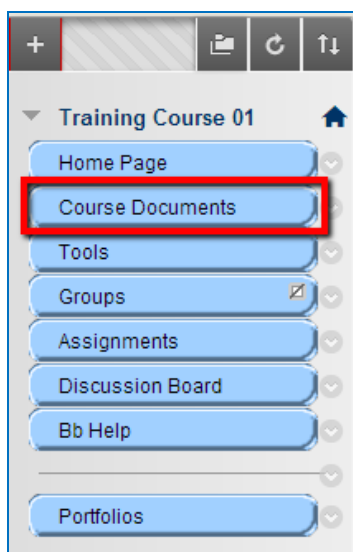 Training Course 01
Home Page
Course Documents
Tools
Groups
Assignments
Discussion Board
Bb Help
Portfolios